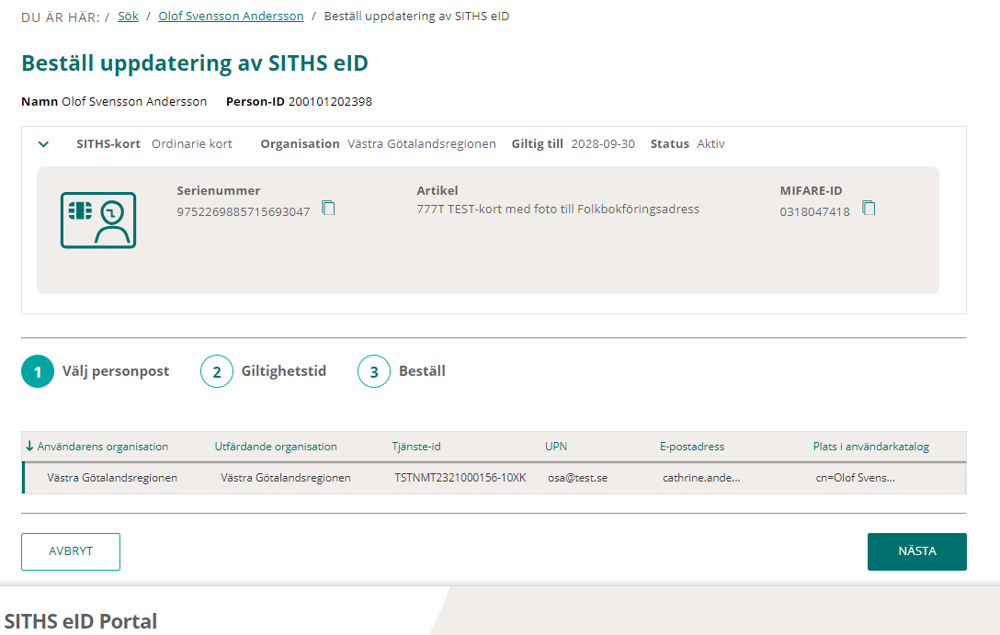 DU ÄR HÄR: / Sök / Olof Svensson Andersson / Beställ uppdatering av SITHS eID
Beställ uppdatering av SITHS eID
Namn Olof Svensson Andersson Person-ID 200101202398
SITHS-kort Ordinarie kort Organisation Västra Götalandsregionen Giltig till 2028-09-30 Status Aktiv
Serienummer Artikel MIFARE-ID
9752269885715693047 777T TEST-kort med foto till Folkbokföringsadress 0318047418
1 Välj personpost 2 Giltighetstid 3 Beställ
Användarens organisation Utfärdande organisation Tjänste-id UPN E-postadress Plats i användarkatalog
Västra Götalandsregionen Västra Götalandsregionen TSTNMT2321000156-10XK osa@test.se cathrine.ande... cn=Olof Svens...
AVBRYT NÄSTA
SITHS eID Portal